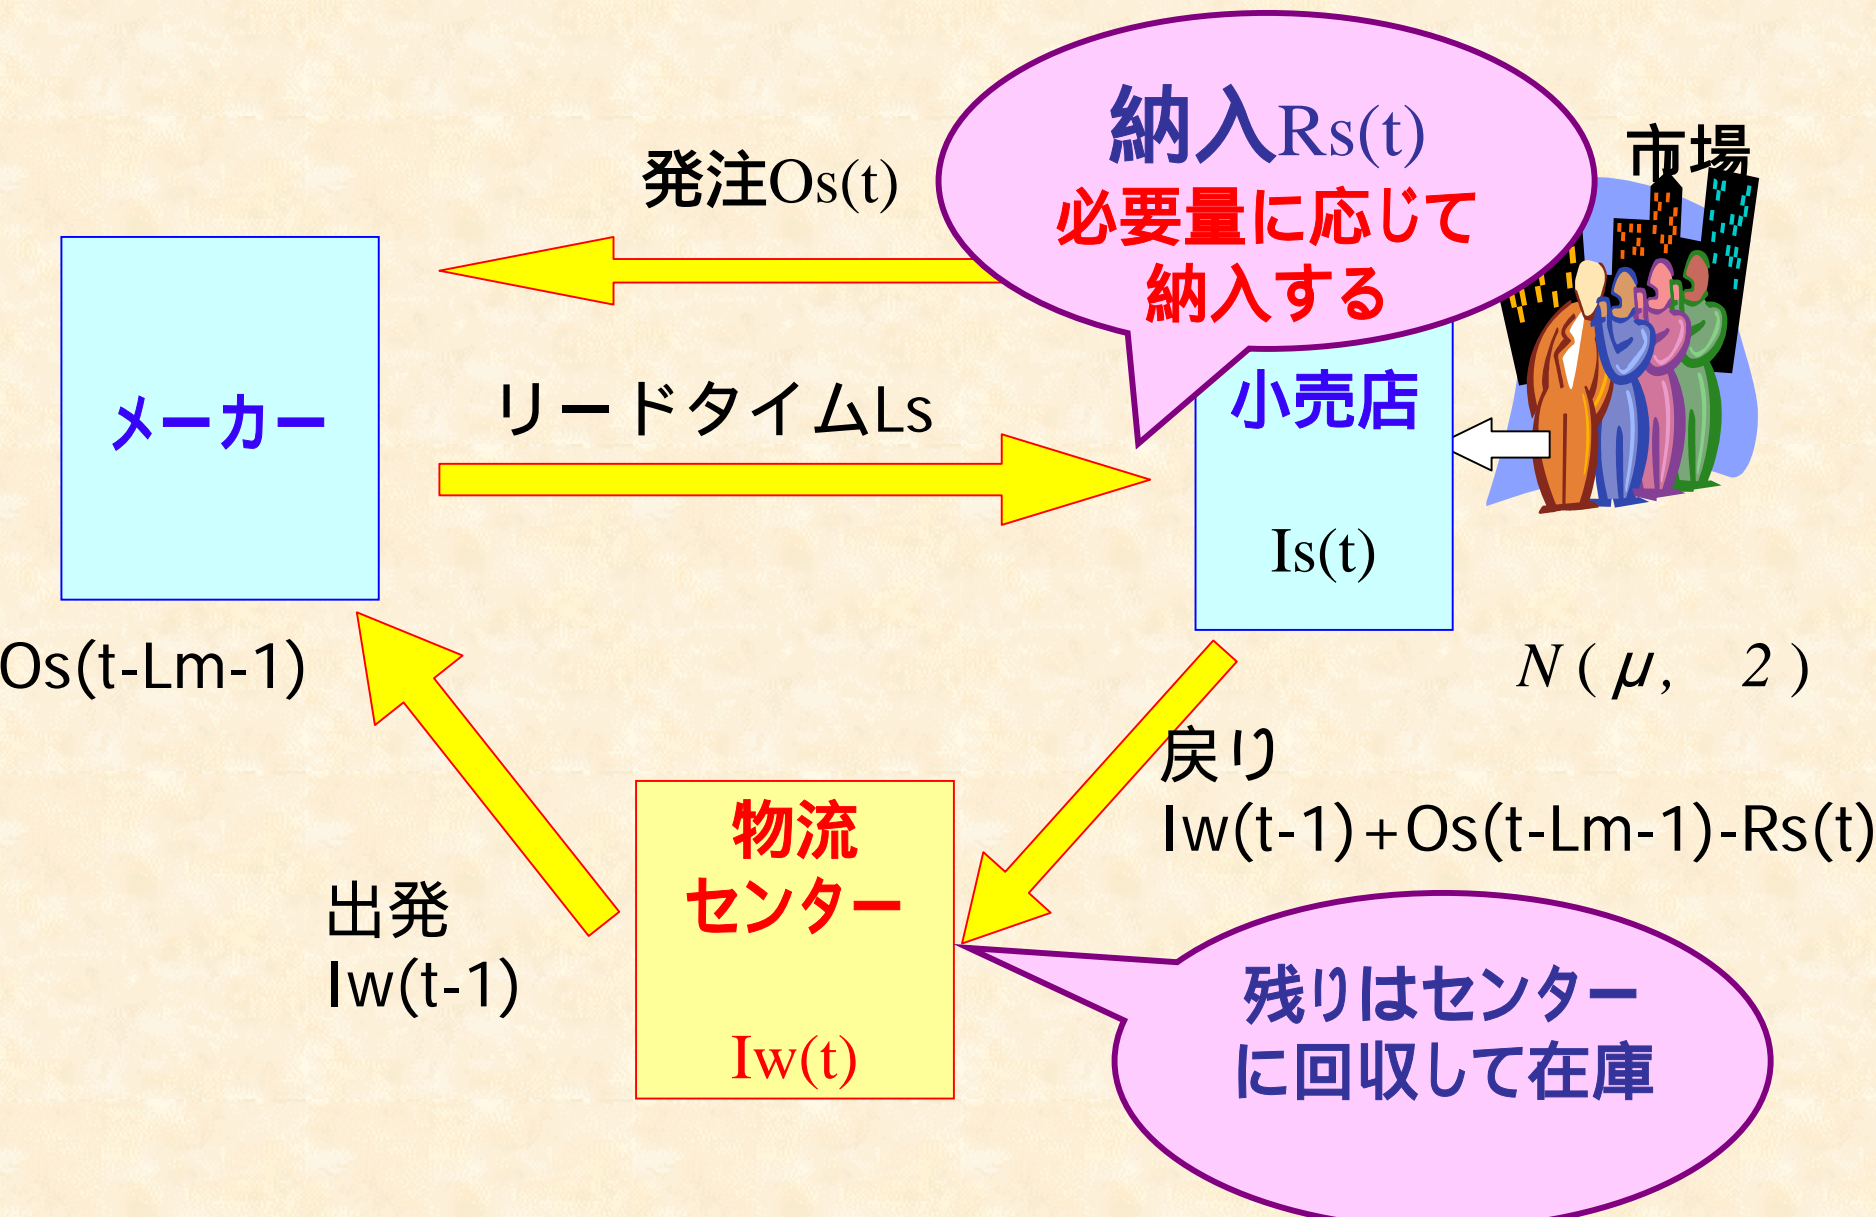 納入Rs(t)
必要量に応じて
納入する
市場
発注Os(t)
メーカー
リードタイムLs
小売店
Is(t)
Os(t-Lm-1)
N(μ, 2)
戻り
Iw(t-1)+Os(t-Lm-1)-Rs(t)
物流
センター
Iw(t)
出発
Iw(t-1)
残りはセンター
に回収して在庫